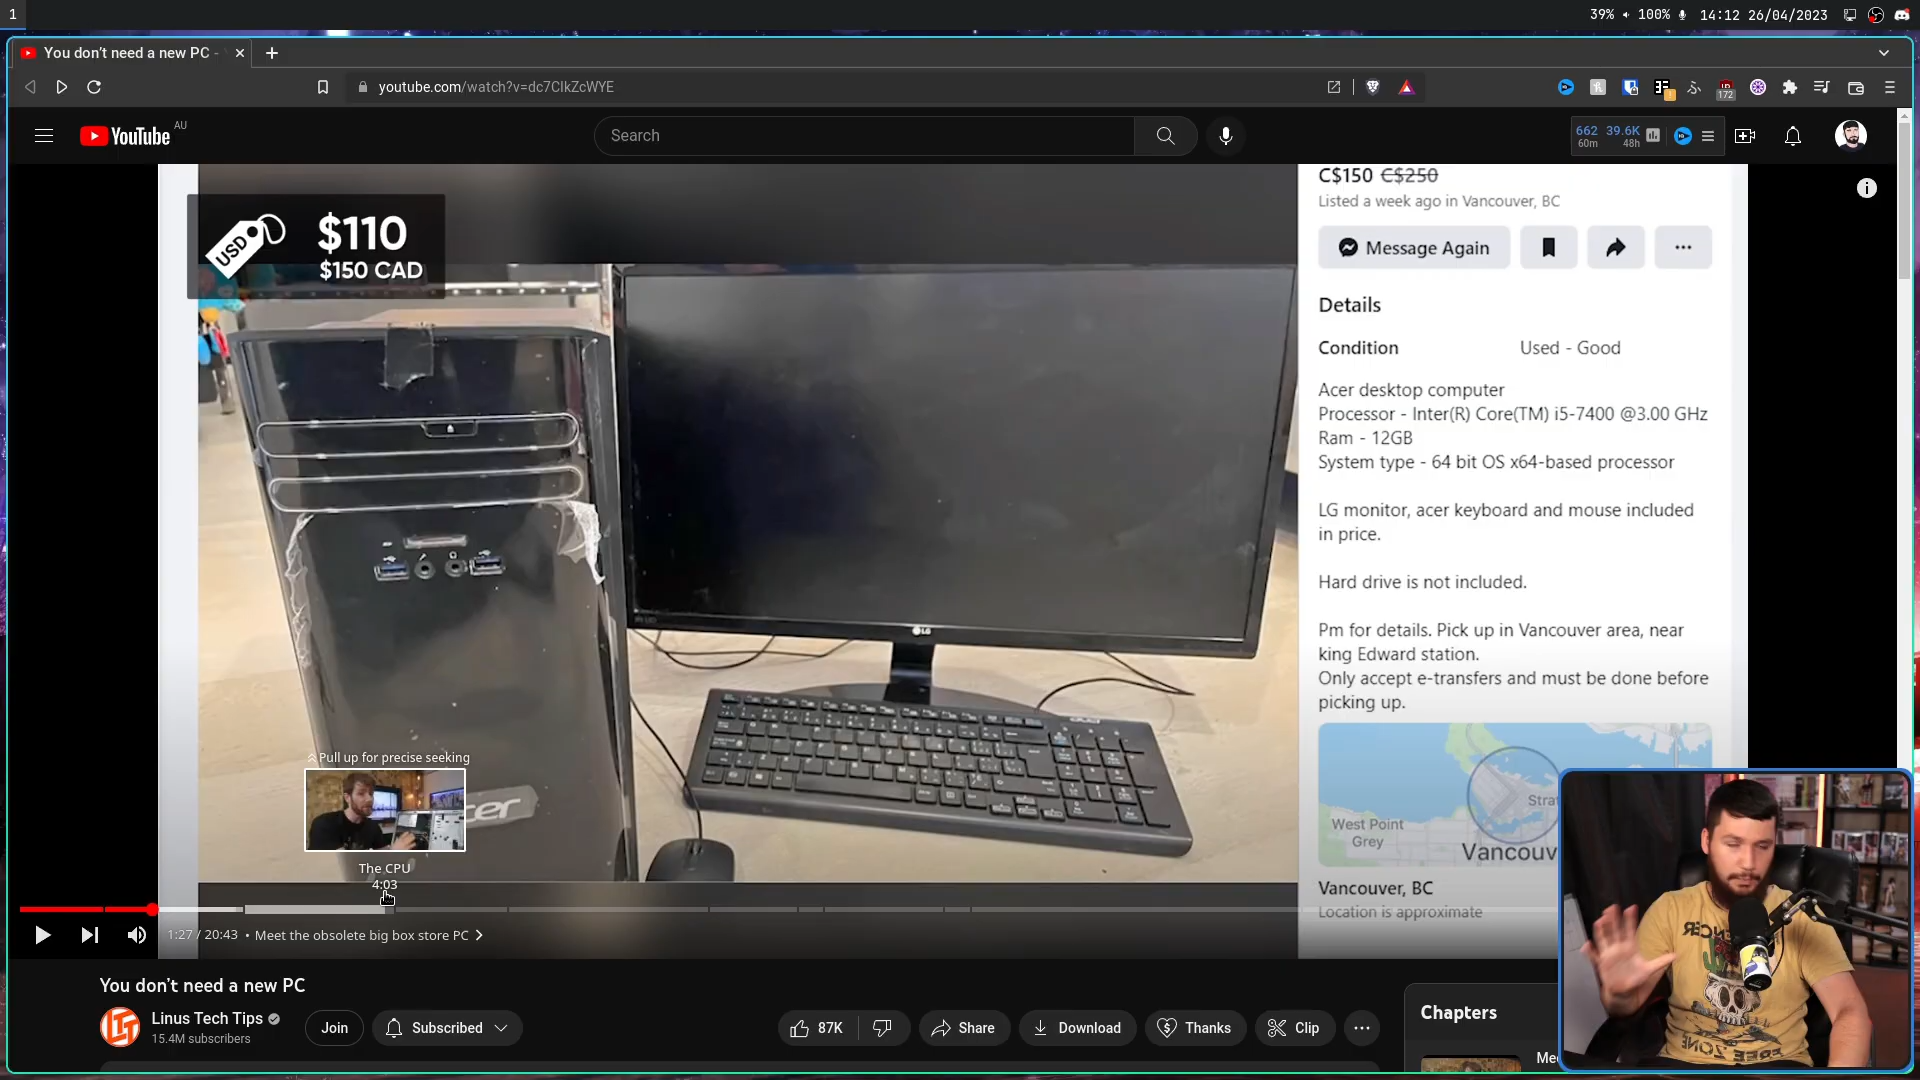 1
39%
100%
14:12 26/04/2023
You don't need a new PC -
youtube.com/watch?v=dc7ClkZcWYE
172
YouTube
AU
Search
662 39.6K
60m 48h
USD
$110
$150 CAD
C$150 C$250
Listed a week ago in Vancouver, BC
Message Again
Details
Condition Used - Good
Acer desktop computer
Processor - Inter(R) Core(TM) i5-7400 @3.00 GHz
Ram - 12GB
System type - 64 bit OS x64-based processor
LG monitor, acer keyboard and mouse included
in price.
Hard drive is not included.
Pm for details. Pick up in Vancouver area, near
king Edward station.
Only accept e-transfers and must be done before
picking up.
LG
West Point
Grey
Strat
Vancouv
Vancouver, BC
Location is approximate
Pull up for precise seeking
cer
The CPU
4:03
1:27 / 20:43 • Meet the obsolete big box store PC
You don't need a new PC
Linus Tech Tips
15.4M subscribers
Join
Subscribed
87K
Share
Download
Thanks
Clip
Chapters
Mee
FREE ZONE